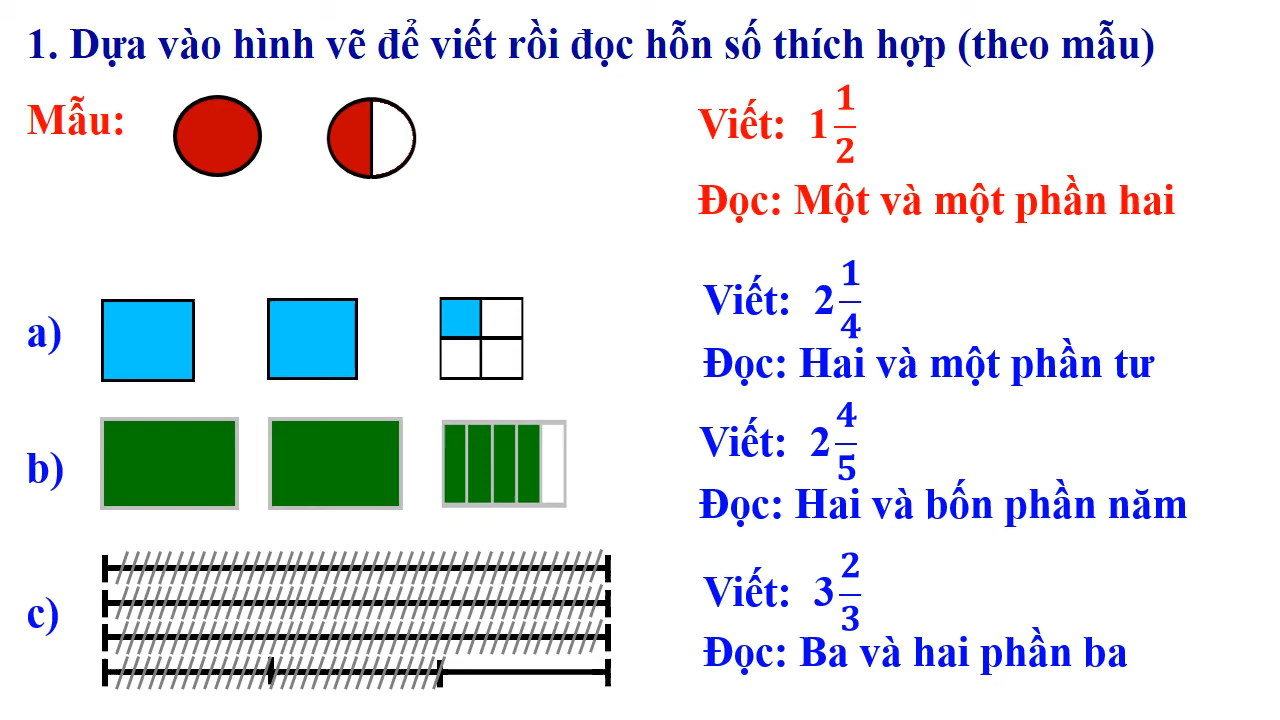 1. Dựa vào hình vẽ để viết rồi đọc hỗn số thích hợp (theo mẫu)
Mẫu:
Viết: 1 1/2
Đọc: Một và một phần hai
a)
Viết: 2 1/4
Đọc: Hai và một phần tư
b)
Viết: 2 4/5
Đọc: Hai và bốn phần năm
c)
Viết: 3 2/3
Đọc: Ba và hai phần ba